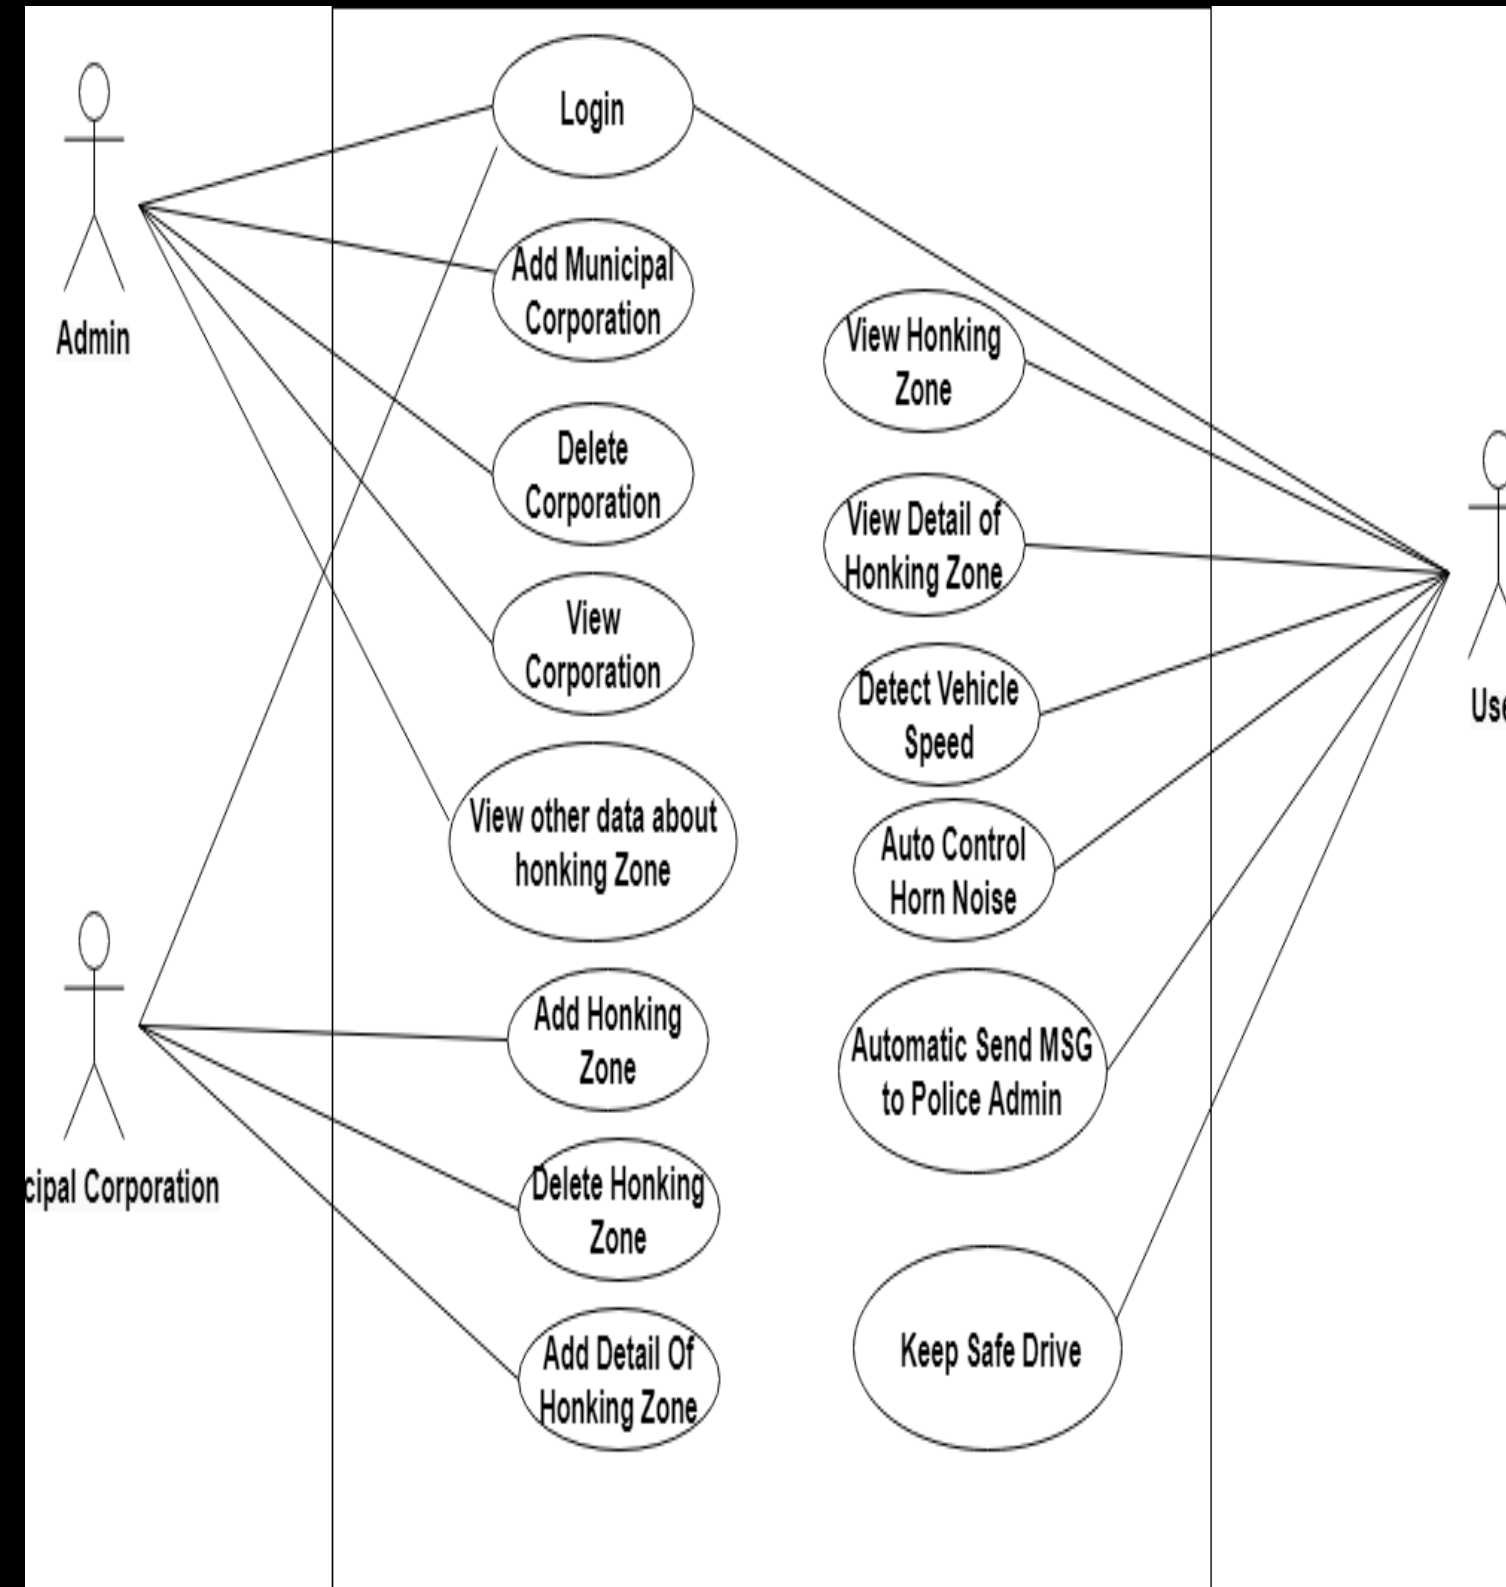 Login
Add Municipal
Corporation
Admin
View Honking
Zone
Delete
Corporation
View Detail of
Honking Zone
View
Corporation
Detect Vehicle
Speed
View other data about
honking Zone
Auto Control
Horn Noise
Add Honking
Zone
Automatic Send MSG
to Police Admin
Corporation
Delete Honking
Zone
Keep Safe Drive
Add Detail Of
Honking Zone